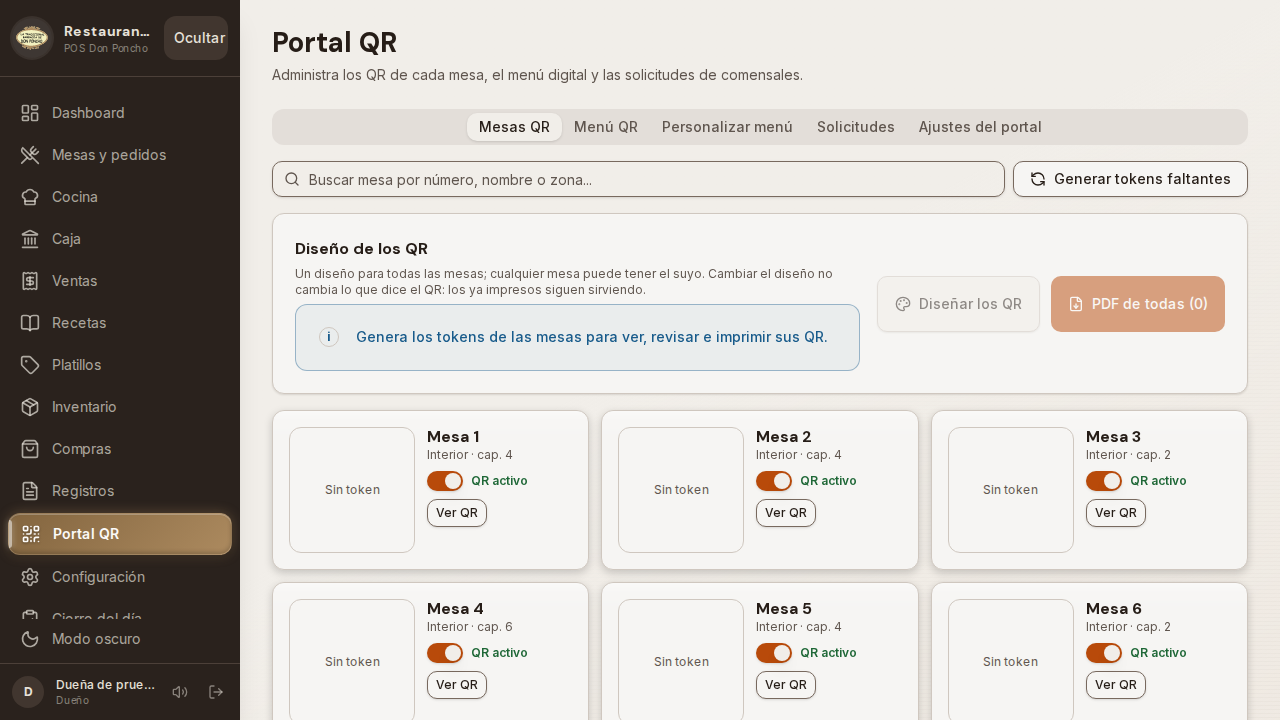 Restauran...
POS Don Poncho
Ocultar
Dashboard
Mesas y pedidos
Cocina
Caja
Ventas
Recetas
Platillos
Inventario
Compras
Registros
Portal QR
Configuración
Cierre del día
Modo oscuro
D
Dueña de prue...
Dueño
Portal QR
Administra los QR de cada mesa, el menú digital y las solicitudes de comensales.
Mesas QR
Menú QR
Personalizar menú
Solicitudes
Ajustes del portal
Buscar mesa por número, nombre o zona...
Generar tokens faltantes
Diseño de los QR
Un diseño para todas las mesas; cualquier mesa puede tener el suyo. Cambiar el diseño no
cambia lo que dice el QR: los ya impresos siguen sirviendo.
i
Genera los tokens de las mesas para ver, revisar e imprimir sus QR.
Diseñar los QR
PDF de todas (0)
Sin token
Mesa 1
Interior · cap. 4
QR activo
Ver QR
Sin token
Mesa 2
Interior · cap. 4
QR activo
Ver QR
Sin token
Mesa 3
Interior · cap. 2
QR activo
Ver QR
Sin token
Mesa 4
Interior · cap. 6
QR activo
Ver QR
Sin token
Mesa 5
Interior · cap. 4
QR activo
Ver QR
Sin token
Mesa 6
Interior · cap. 2
QR activo
Ver QR